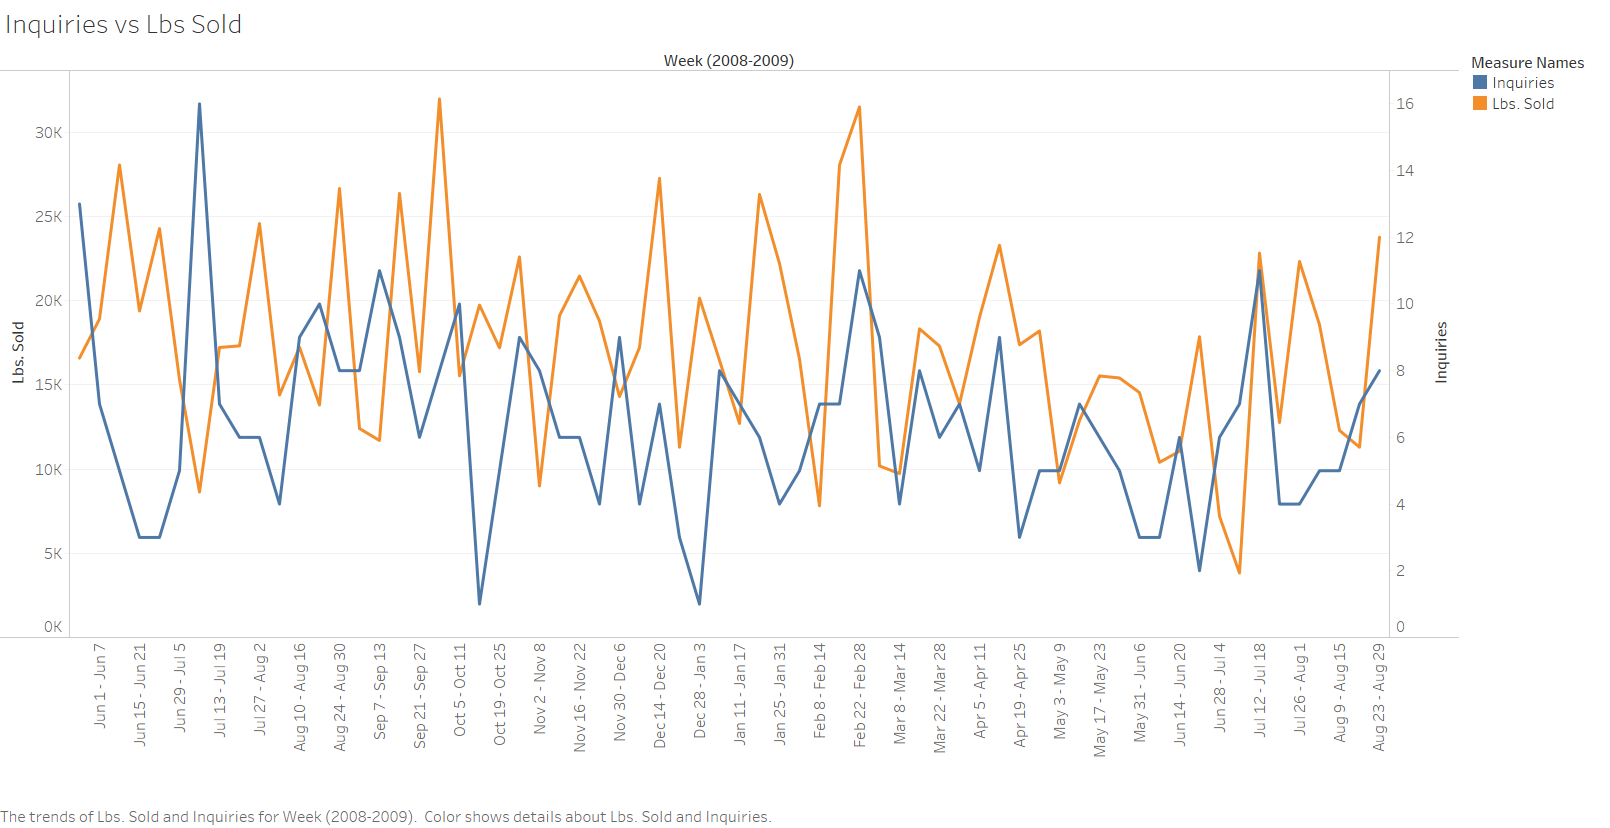 Inquiries vs Lbs Sold
Week (2008-2009)
Measure Names
Inquiries
Lbs. Sold
Lbs. Sold
30K
25K
20K
15K
10K
5K
0K
16
14
12
10
8
6
4
2
0
Inquiries
Jun 1 - Jun 7
Jun 15 - Jun 21
Jun 29 - Jul 5
Jul 13 - Jul 19
Jul 27 - Aug 2
Aug 10 - Aug 16
Aug 24 - Aug 30
Sep 7 - Sep 13
Sep 21 - Sep 27
Oct 5 - Oct 11
Oct 19 - Oct 25
Nov 2 - Nov 8
Nov 16 - Nov 22
Nov 30 - Dec 6
Dec 14 - Dec 20
Dec 28 - Jan 3
Jan 11 - Jan 17
Jan 25 - Jan 31
Feb 8 - Feb 14
Feb 22 - Feb 28
Mar 8 - Mar 14
Mar 22 - Mar 28
Apr 5 - Apr 11
Apr 19 - Apr 25
May 3 - May 9
May 17 - May 23
May 31 - Jun 6
Jun 14 - Jun 20
Jun 28 - Jul 4
Jul 12 - Jul 18
Jul 26 - Aug 1
Aug 9 - Aug 15
Aug 23 - Aug 29
The trends of Lbs. Sold and Inquiries for Week (2008-2009).  Color shows details about Lbs. Sold and Inquiries.